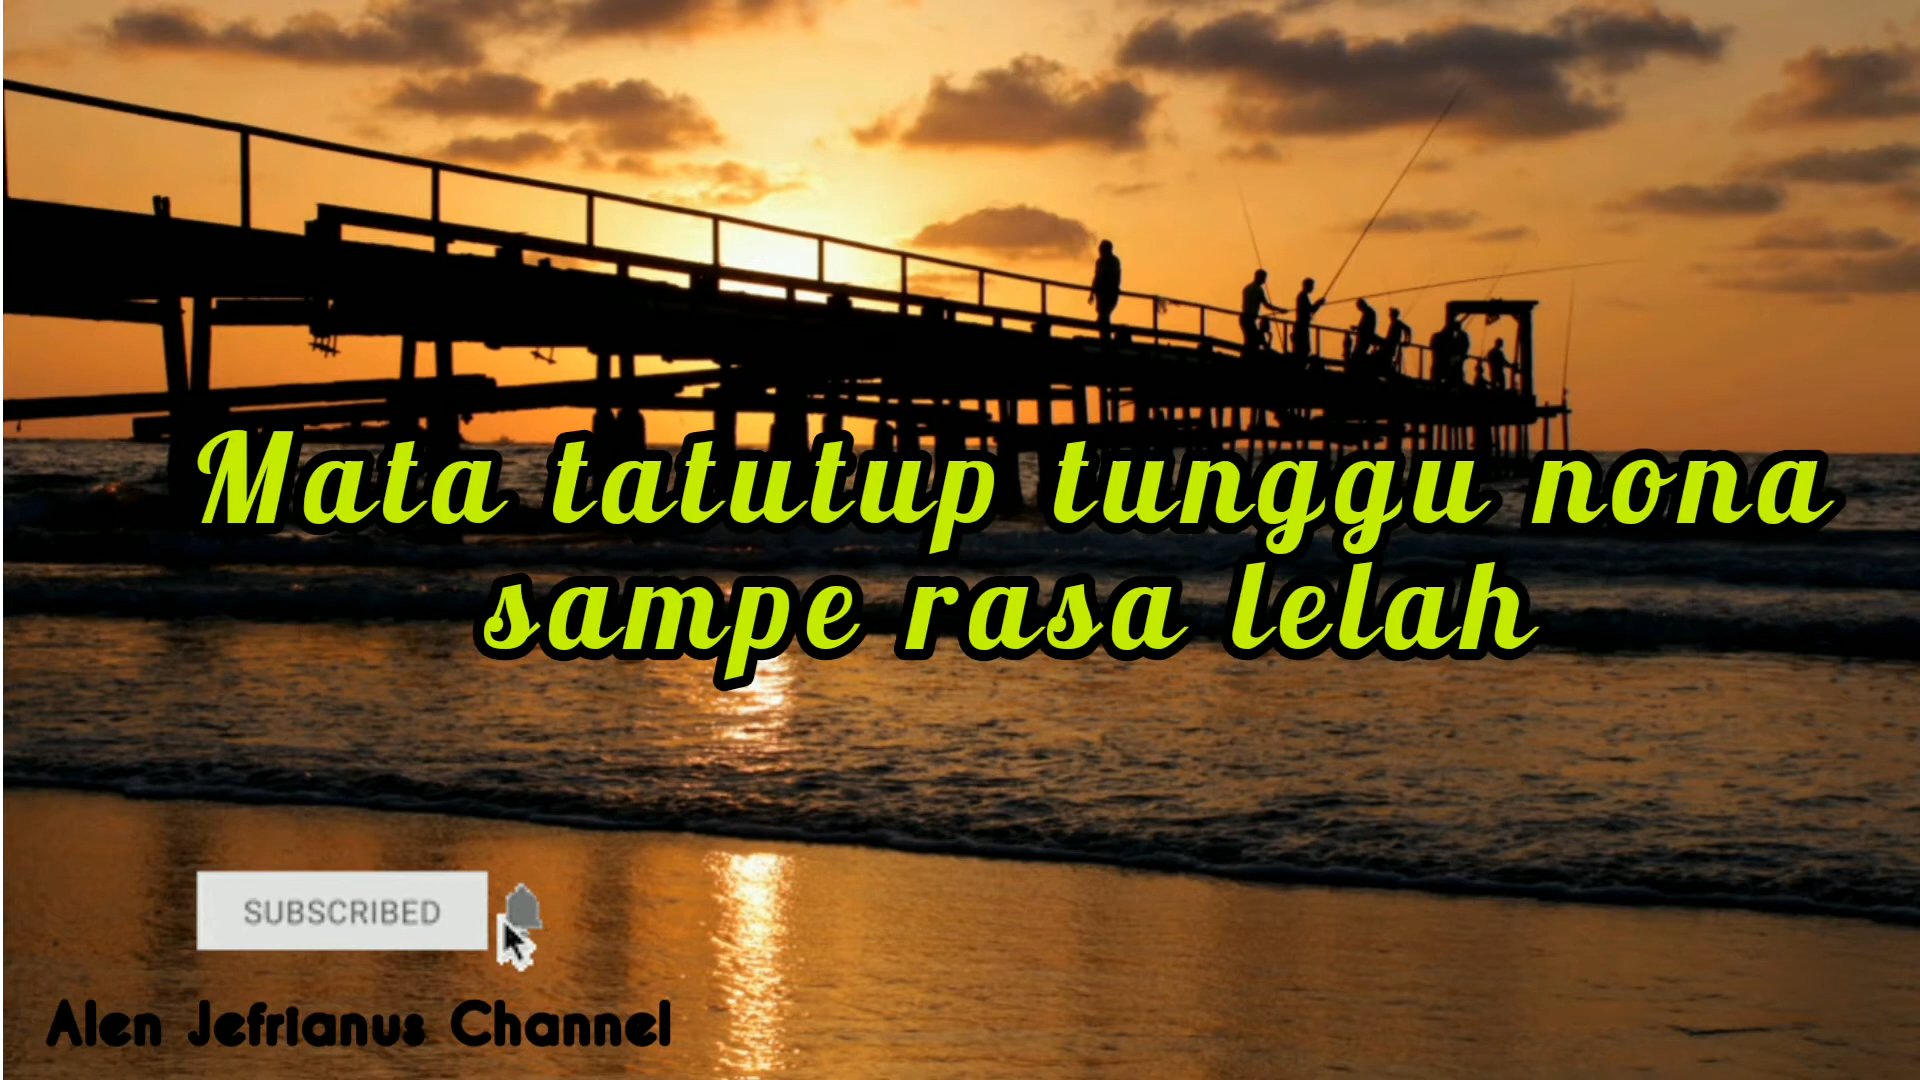 Mata tatutup tunggu nona
sampe rasa lelah
SUBSCRIBED
Alen Jefrianus Channel